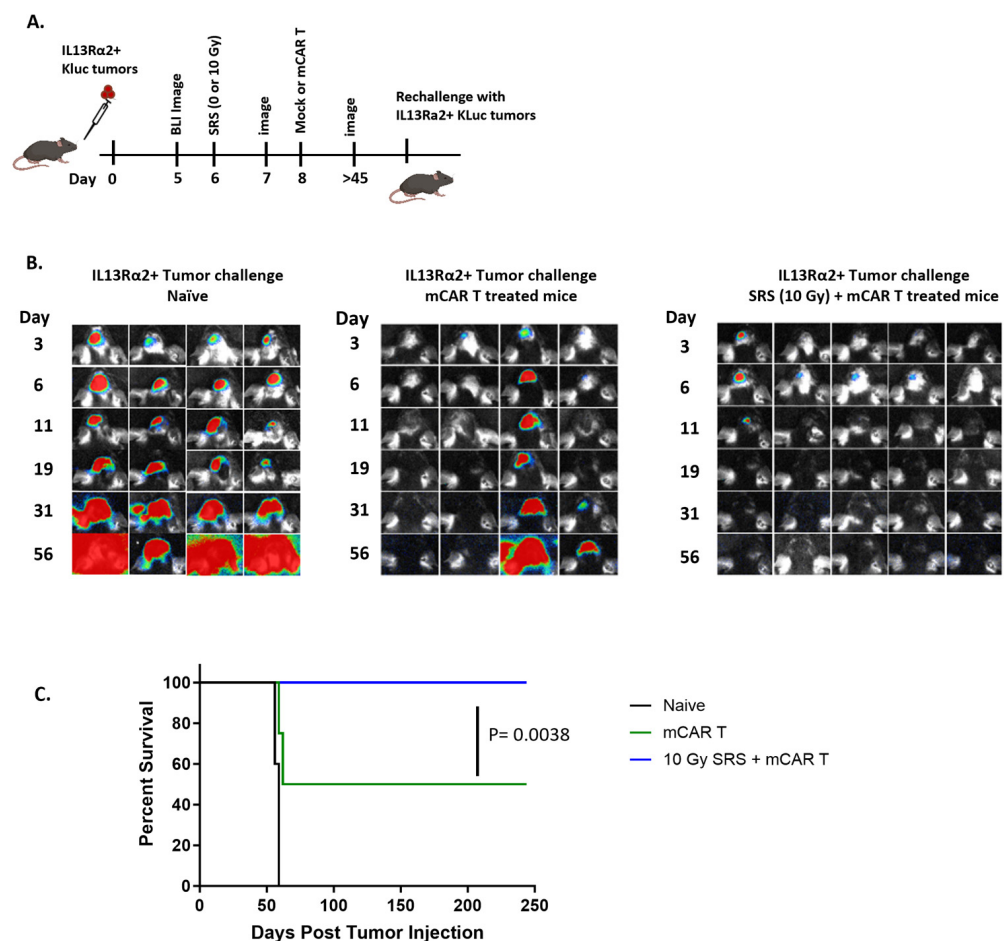 A.
IL13Rα2+
Kluc tumors
BLI Image
SRS (0 or 10 Gy)
image
Mock or mCAR T
image
Rechallenge with
IL13Ra2+ KLuc tumors
Day 0 5 6 7 8 >45
B.
IL13Rα2+ Tumor challenge
Naïve
IL13Rα2+ Tumor challenge
mCAR T treated mice
IL13Rα2+ Tumor challenge
SRS (10 Gy) + mCAR T treated mice
Day
3
6
11
19
31
56
Day
3
6
11
19
31
56
Day
3
6
11
19
31
56
C.
Percent Survival
100
80
60
40
20
0
0 50 100 150 200 250
Days Post Tumor Injection
P= 0.0038
Naive
mCAR T
10 Gy SRS + mCAR T